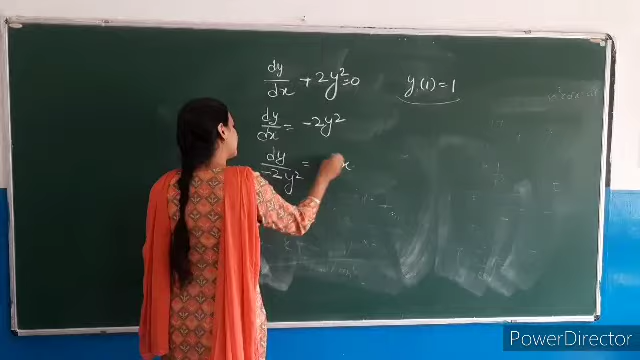 dy/dx + 2y²=0 y(1)=1
dy/dx = -2y²
dy/-2y² = x
PowerDirector